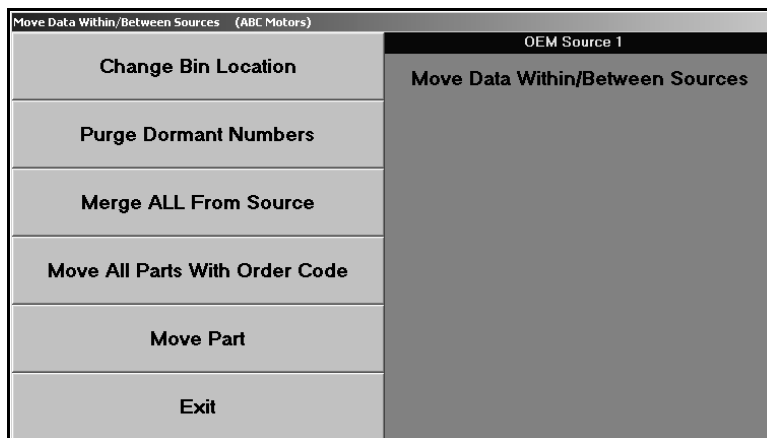 Move Data Within/Between Sources (ABC Motors)
Change Bin Location
Purge Dormant Numbers
Merge ALL From Source
Move All Parts With Order Code
Move Part
Exit
OEM Source 1
Move Data Within/Between Sources